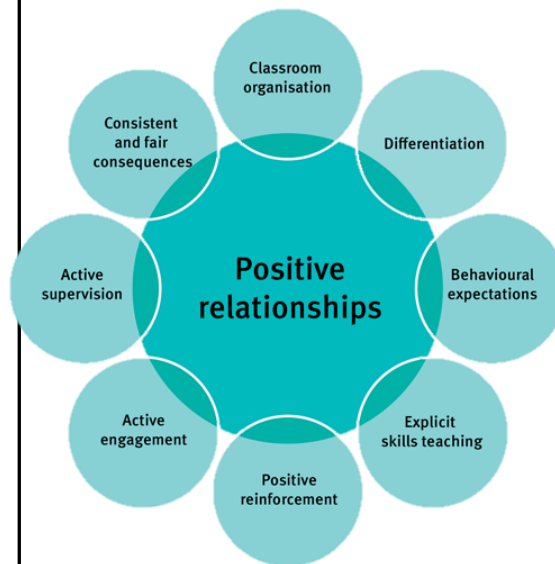 Classroom
organisation
Differentiation
Behavioural
expectations
Explicit
skills teaching
Positive
reinforcement
Active
engagement
Active
supervision
Consistent
and fair
consequences
Positive
relationships